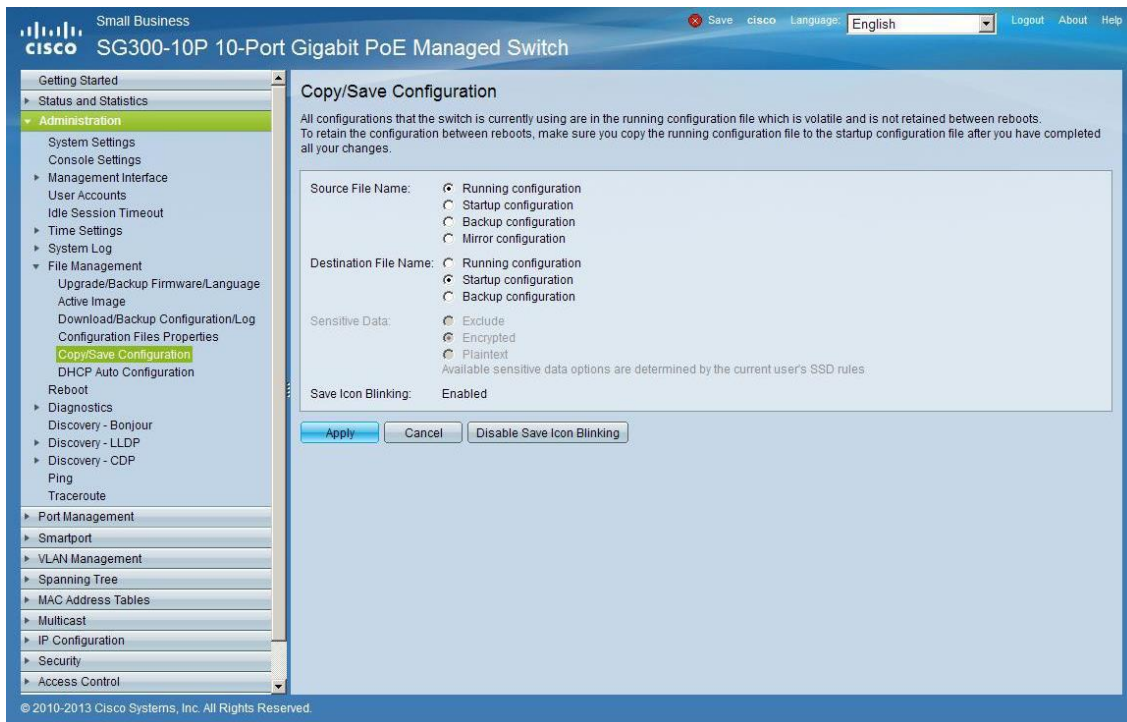 Small Business
Save cisco Language: English Logout About Help
cisco SG300-10P 10-Port Gigabit PoE Managed Switch
Getting Started
Status and Statistics
Administration
System Settings
Console Settings
Management Interface
User Accounts
Idle Session Timeout
Time Settings
System Log
File Management
Upgrade/Backup Firmware/Language
Active Image
Download/Backup Configuration/Log
Configuration Files Properties
Copy/Save Configuration
DHCP Auto Configuration
Reboot
Diagnostics
Discovery - Bonjour
Discovery - LLDP
Discovery - CDP
Ping
Traceroute
Port Management
Smartport
VLAN Management
Spanning Tree
MAC Address Tables
Multicast
IP Configuration
Security
Access Control
Copy/Save Configuration
All configurations that the switch is currently using are in the running configuration file which is volatile and is not retained between reboots.
To retain the configuration between reboots, make sure you copy the running configuration file to the startup configuration file after you have completed
all your changes.
Source File Name: Running configuration
Startup configuration
Backup configuration
Mirror configuration
Destination File Name: Running configuration
Startup configuration
Backup configuration
Sensitive Data: Exclude
Encrypted
Plaintext
Available sensitive data options are determined by the current user's SSD rules
Save Icon Blinking: Enabled
Apply Cancel Disable Save Icon Blinking
© 2010-2013 Cisco Systems, Inc. All Rights Reserved.